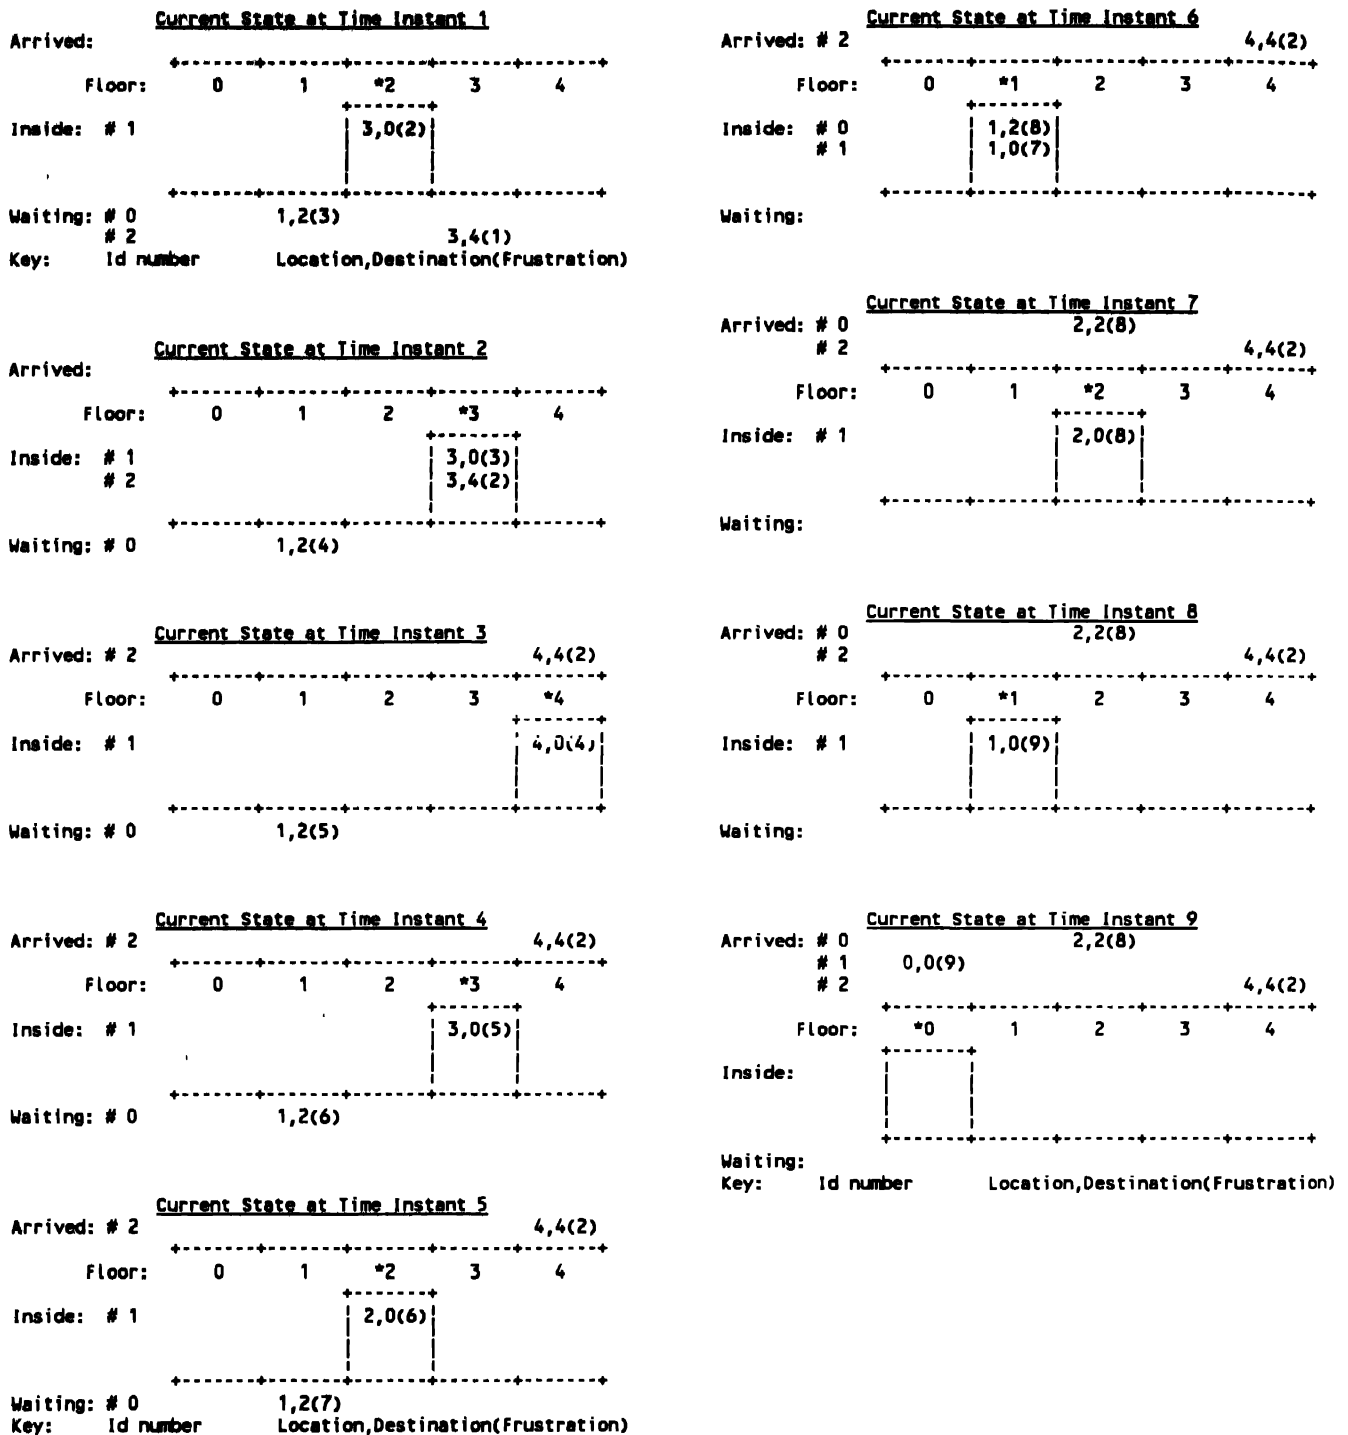 Current State at Time Instant 1
Arrived:
Floor: 0 1 *2 3 4
Inside: # 1 3,0(2)
Waiting: # 0 1,2(3)
# 2 3,4(1)
Key: Id number Location,Destination(Frustration)
Current State at Time Instant 2
Arrived:
Floor: 0 1 2 *3 4
Inside: # 1 3,0(3)
# 2 3,4(2)
Waiting: # 0 1,2(4)
Current State at Time Instant 3
Arrived: # 2 4,4(2)
Floor: 0 1 2 3 *4
Inside: # 1 4,0(4)
Waiting: # 0 1,2(5)
Current State at Time Instant 4
Arrived: # 2 4,4(2)
Floor: 0 1 2 *3 4
Inside: # 1 3,0(5)
Waiting: # 0 1,2(6)
Current State at Time Instant 5
Arrived: # 2 4,4(2)
Floor: 0 1 *2 3 4
Inside: # 1 2,0(6)
Waiting: # 0 1,2(7)
Key: Id number Location,Destination(Frustration)
Current State at Time Instant 6
Arrived: # 2 4,4(2)
Floor: 0 *1 2 3 4
Inside: # 0 1,2(8)
# 1 1,0(7)
Waiting:
Current State at Time Instant 7
Arrived: # 0 2,2(8)
# 2 4,4(2)
Floor: 0 1 *2 3 4
Inside: # 1 2,0(8)
Waiting:
Current State at Time Instant 8
Arrived: # 0 2,2(8)
# 2 4,4(2)
Floor: 0 *1 2 3 4
Inside: # 1 1,0(9)
Waiting:
Current State at Time Instant 9
Arrived: # 0 2,2(8)
# 1 0,0(9)
# 2 4,4(2)
Floor: *0 1 2 3 4
Inside:
Waiting:
Key: Id number Location,Destination(Frustration)